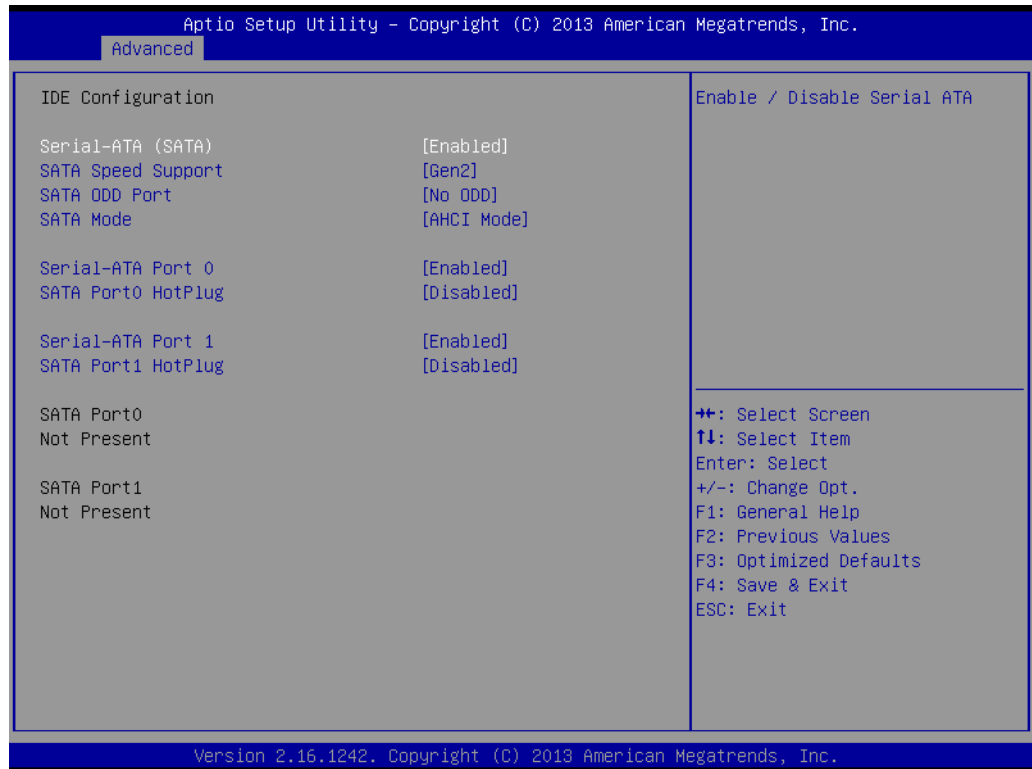 Aptio Setup Utility – Copyright (C) 2013 American Megatrends, Inc.
Advanced
IDE Configuration
Serial-ATA (SATA) [Enabled]
SATA Speed Support [Gen2]
SATA ODD Port [No ODD]
SATA Mode [AHCI Mode]
Serial-ATA Port 0 [Enabled]
SATA Port0 HotPlug [Disabled]
Serial-ATA Port 1 [Enabled]
SATA Port1 HotPlug [Disabled]
SATA Port0
Not Present
SATA Port1
Not Present
Enable / Disable Serial ATA
→←: Select Screen
↑↓: Select Item
Enter: Select
+/-: Change Opt.
F1: General Help
F2: Previous Values
F3: Optimized Defaults
F4: Save & Exit
ESC: Exit
Version 2.16.1242. Copyright (C) 2013 American Megatrends, Inc.